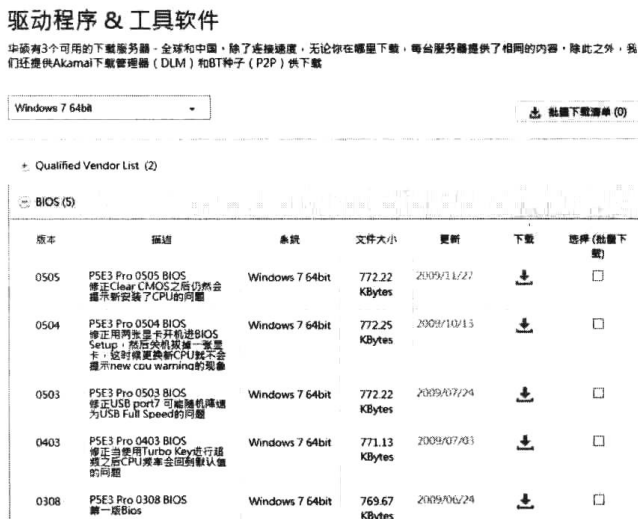 驱动程序 & 工具软件
华硕有3个可用的下载服务器 - 全球和中国。除了连接速度，无论你在哪里下载，每台服务器提供了相同的内容。除此之外，我
们还提供Akamai下载管理器（DLM）和BT种子（P2P）供下载
Windows 7 64bit
批量下载清单 (0)
+ Qualified Vendor List (2)
BIOS (5)
版本 描述 系统 文件大小 更新 下载 选择 (批量下
载)
0505 P5E3 Pro 0505 BIOS Windows 7 64bit 772.22 2009/11/27
修正Clear CMOS之后仍然会 KBytes
提示新安装了CPU的问题
0504 P5E3 Pro 0504 BIOS Windows 7 64bit 772.25 2009/10/13
修正用两张显卡开机进BIOS KBytes
Setup，然后关机拔掉一张显
卡，这时候更换新CPU就不会
提示new cpu warning的现象
0503 P5E3 Pro 0503 BIOS Windows 7 64bit 772.22 2009/07/24
修正USB port7 可能随机降速 KBytes
为USB Full Speed的问题
0403 P5E3 Pro 0403 BIOS Windows 7 64bit 771.13 2009/07/03
修正当使用Turbo Key进行超 KBytes
频之后CPU频率会回到默认值
的问题
0308 P5E3 Pro 0308 BIOS Windows 7 64bit 769.67 2009/06/24
第一版Bios KBytes